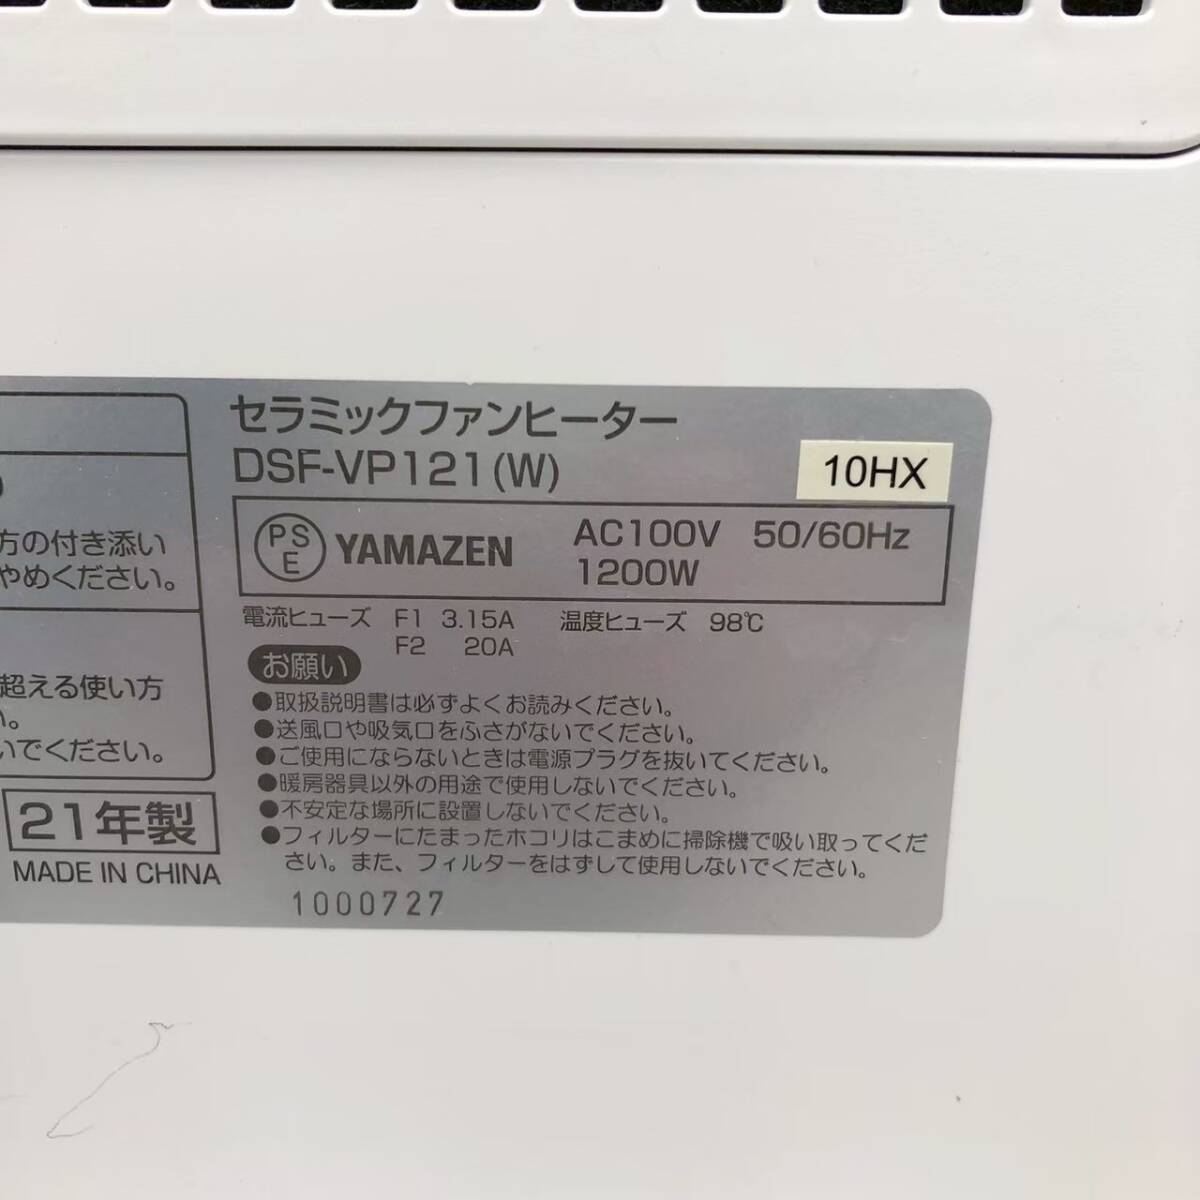 方の付き添い
やめください。
超える使い方
いでください。
21年製
MADE IN CHINA
セラミックファンヒーター
DSF-VP121(W)
10HX
PSE YAMAZEN
AC100V 50/60Hz
1200W
電流ヒューズ F1 3.15A 温度ヒューズ 98℃
F2 20A
お願い
●取扱説明書は必ずよくお読みください。
●送風口や吸気口をふさがないでください。
●ご使用にならないときは電源プラグを抜いてください。
●暖房器具以外の用途で使用しないでください。
●不安定な場所に設置しないでください。
●フィルターにたまったホコリはこまめに掃除機で吸い取ってくだ
さい。また、フィルターをはずして使用しないでください。
1000727